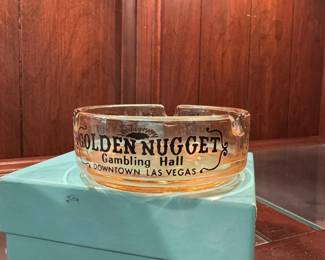 GOLDEN NUGGET
Gambling Hall
DOWNTOWN LAS VEGAS